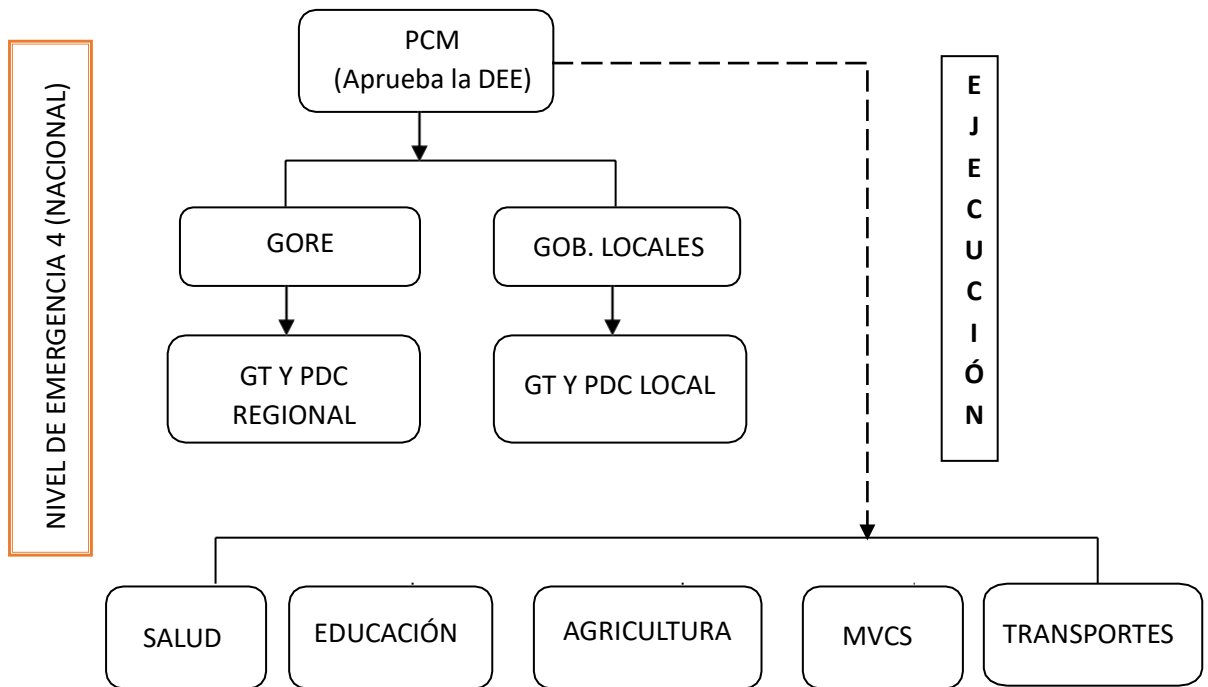 NIVEL DE EMERGENCIA 4 (NACIONAL)
PCM
(Aprueba la DEE)
EJECUCIÓN
GORE
GOB. LOCALES
GT Y PDC
REGIONAL
GT Y PDC LOCAL
SALUD
EDUCACIÓN
AGRICULTURA
MVCS
TRANSPORTES